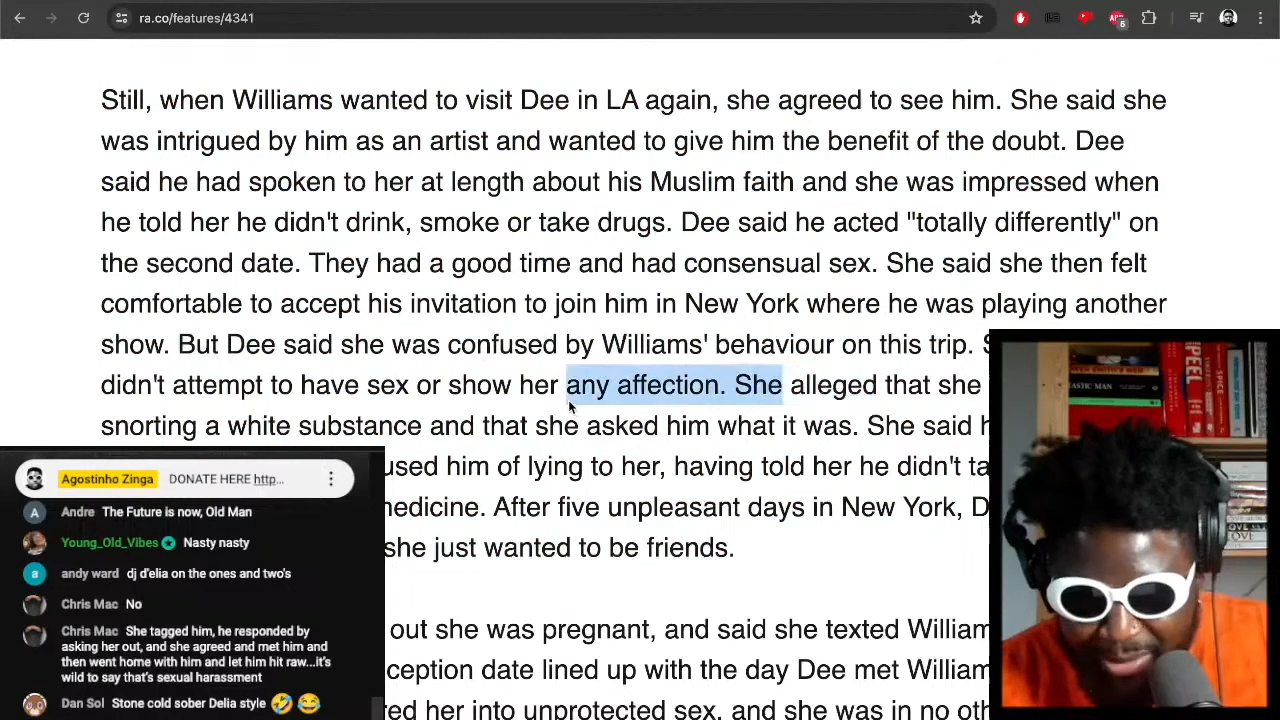 ra.co/features/4341
Still, when Williams wanted to visit Dee in LA again, she agreed to see him. She said she
was intrigued by him as an artist and wanted to give him the benefit of the doubt. Dee
said he had spoken to her at length about his Muslim faith and she was impressed when
he told her he didn't drink, smoke or take drugs. Dee said he acted "totally differently" on
the second date. They had a good time and had consensual sex. She said she then felt
comfortable to accept his invitation to join him in New York where he was playing another
show. But Dee said she was confused by Williams' behaviour on this trip.
didn't attempt to have sex or show her any affection. She alleged that she
snorting a white substance and that she asked him what it was. She said
used him of lying to her, having told her he didn't
medicine. After five unpleasant days in New York,
she just wanted to be friends.
out she was pregnant, and said she texted
ception date lined up with the day Dee met
red her into unprotected sex, and she was in no
Agostinho Zinga DONATE HERE http...
Andre The Future is now, Old Man
Young_Old_Vibes Nasty nasty
andy ward dj d'elia on the ones and two's
Chris Mac No
Chris Mac She tagged him, he responded by
asking her out, and she agreed and met him and
then went home with him and let him hit raw...it's
wild to say that's sexual harassment
Dan Sol Stone cold sober Delia style
REEL
SPICE